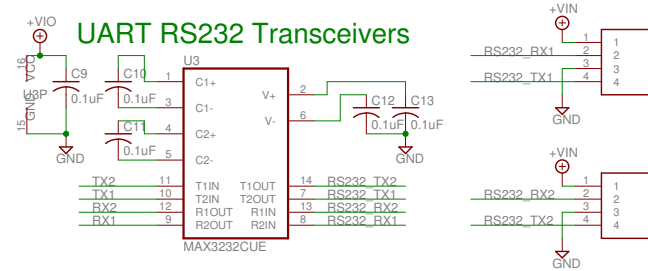 +VIO
UART RS232 Transceivers
16
VCC
U3P
GND
15
C9
0.1uF
GND
C10
0.1uF
C11
0.1uF
U3
1 C1+
3 C1-
4 C2+
5 C2-
V+ 2
V- 6
C12
0.1uF
C13
0.1uF
GND
TX2 11 T1IN T1OUT 14 RS232_TX2
TX1 10 T2IN T2OUT 7 RS232_TX1
RX2 12 R1OUT R1IN 13 RS232_RX2
RX1 9 R2OUT R2IN 8 RS232_RX1
MAX3232CUE
+VIN
1 1
RS232_RX1 2 2
3 3
RS232_TX1 4 4
GND
+VIN
1 1
RS232_RX2 2 2
3 3
RS232_TX2 4 4
GND